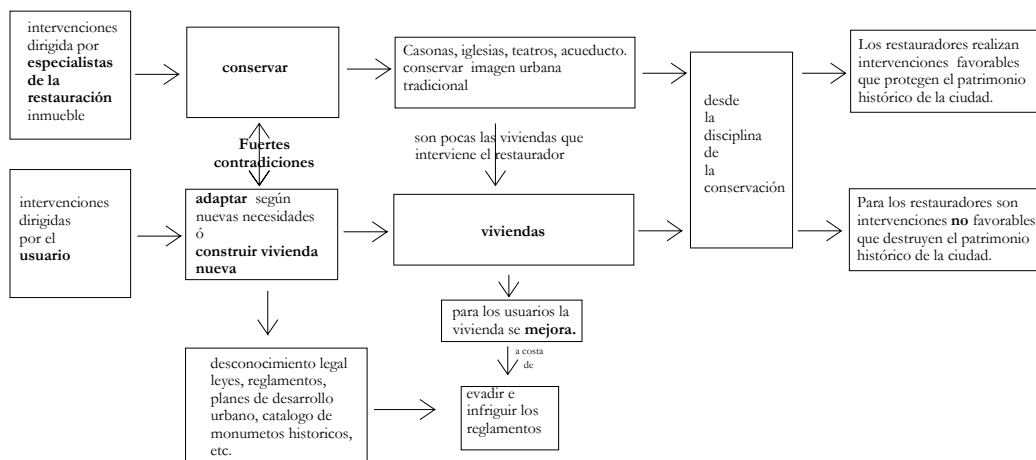 intervenciones
dirigida por
especialistas
de la
restauración
inmueble
conservar
Casonas, iglesias, teatros, acueducto.
conservar imagen urbana
tradicional
desde
la
disciplina
de
la
conservación
Los restauradores realizan
intervenciones favorables
que protegen el patrimonio
histórico de la ciudad.
Fuertes
contradiciones
son pocas las viviendas que
interviene el restaurador
intervenciones
dirigidas
por el
usuario
adaptar según
nuevas necesidades
ó
construir vivienda
nueva
viviendas
Para los restauradores son
intervenciones no favorables
que destruyen el patrimonio
histórico de la ciudad.
para los usuarios la
vivienda se mejora.
a costa
de
desconocimiento legal
leyes, reglamentos,
planes de desarrollo
urbano, catalogo de
monumetos historicos,
etc.
evadir e
infriguir los
reglamentos